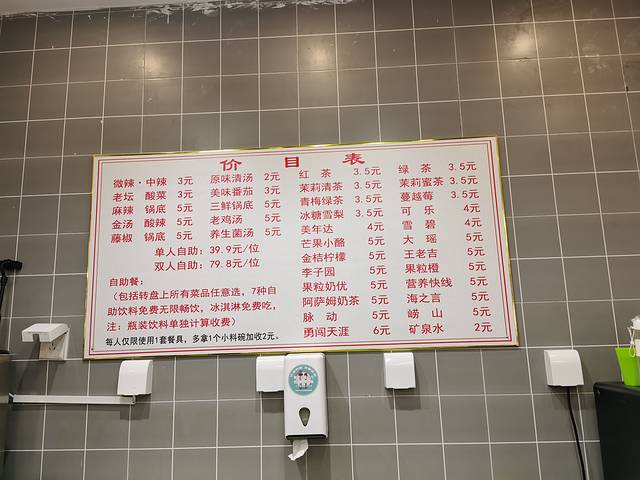 价 目 表
微辣·中辣 3元 原味清汤 2元 红 茶 3.5元 绿 茶 3.5元
老坛 酸菜 3元 美味番茄 3元 茉莉清茶 3.5元 茉莉蜜茶 3.5元
麻辣 锅底 5元 三鲜锅底 5元 青梅绿茶 3.5元 蔓越莓 3.5元
金汤 酸辣 5元 老鸡汤 5元 冰糖雪梨 3.5元 可 乐 4元
藤椒 锅底 5元 养生菌汤 5元 美年达 4元 雪 碧 4元
单人自助：39.9元/位 芒果小酪 5元 大 瑶 5元
双人自助：79.8元/位 金桔柠檬 5元 王老吉 5元
自助餐： 李子园 5元 果粒橙 5元
（包括转盘上所有菜品任意选，7种自 果粒奶优 5元 营养快线 5元
助饮料免费无限畅饮，冰淇淋免费吃， 阿萨姆奶茶 5元 海之言 5元
注：瓶装饮料单独计算收费） 脉 动 5元 崂 山 5元
每人仅限使用1套餐具，多拿1个小料碗加收2元。 勇闯天涯 6元 矿泉水 2元